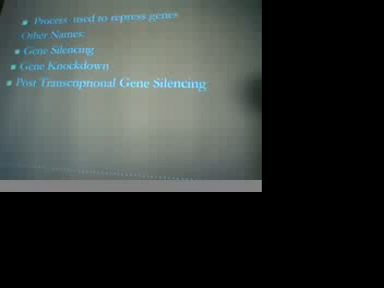 Process used to repress genes
Other Names:
Gene Silencing
Gene Knockdown
Post Transcriptional Gene Silencing